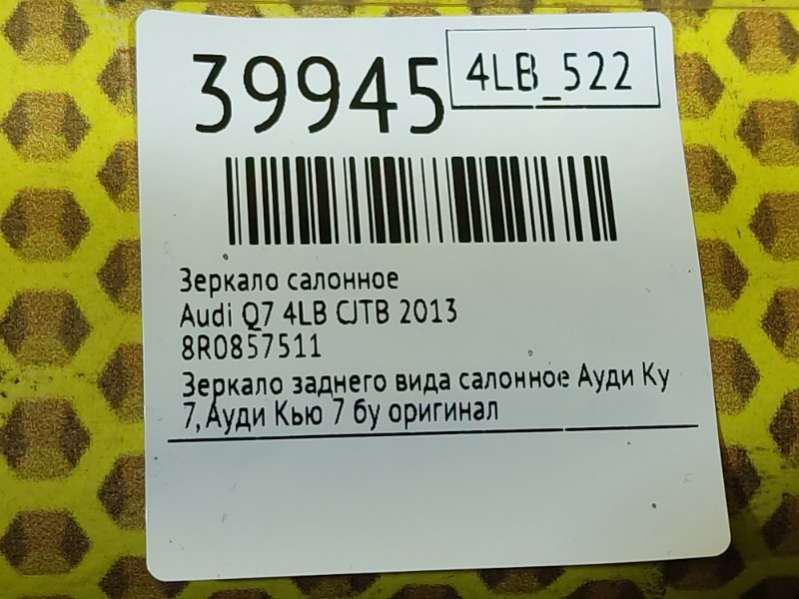 39945
4LB_522
Зеркало салонное
Audi Q7 4LB CJTB 2013
8R0857511
Зеркало заднего вида салонное Ауди Ку
7, Ауди Кью 7 бу оригинал